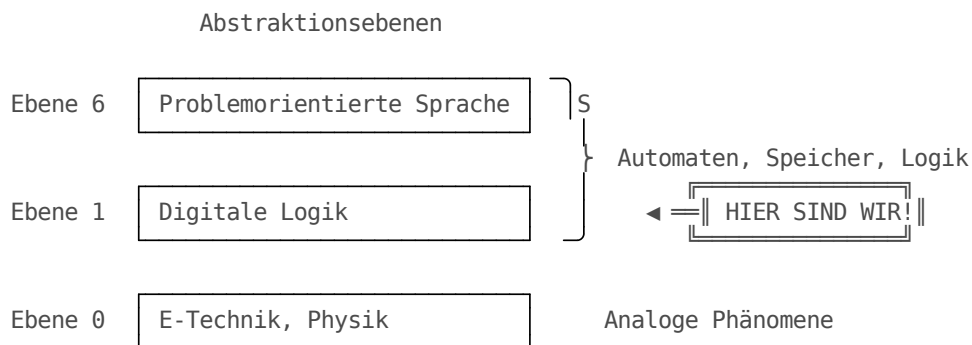 Abstraktionsebenen
Ebene 6 Problemorientierte Sprache S
Automaten, Speicher, Logik
Ebene 1 Digitale Logik ◄ ══ HIER SIND WIR!
Ebene 0 E-Technik, Physik Analoge Phänomene